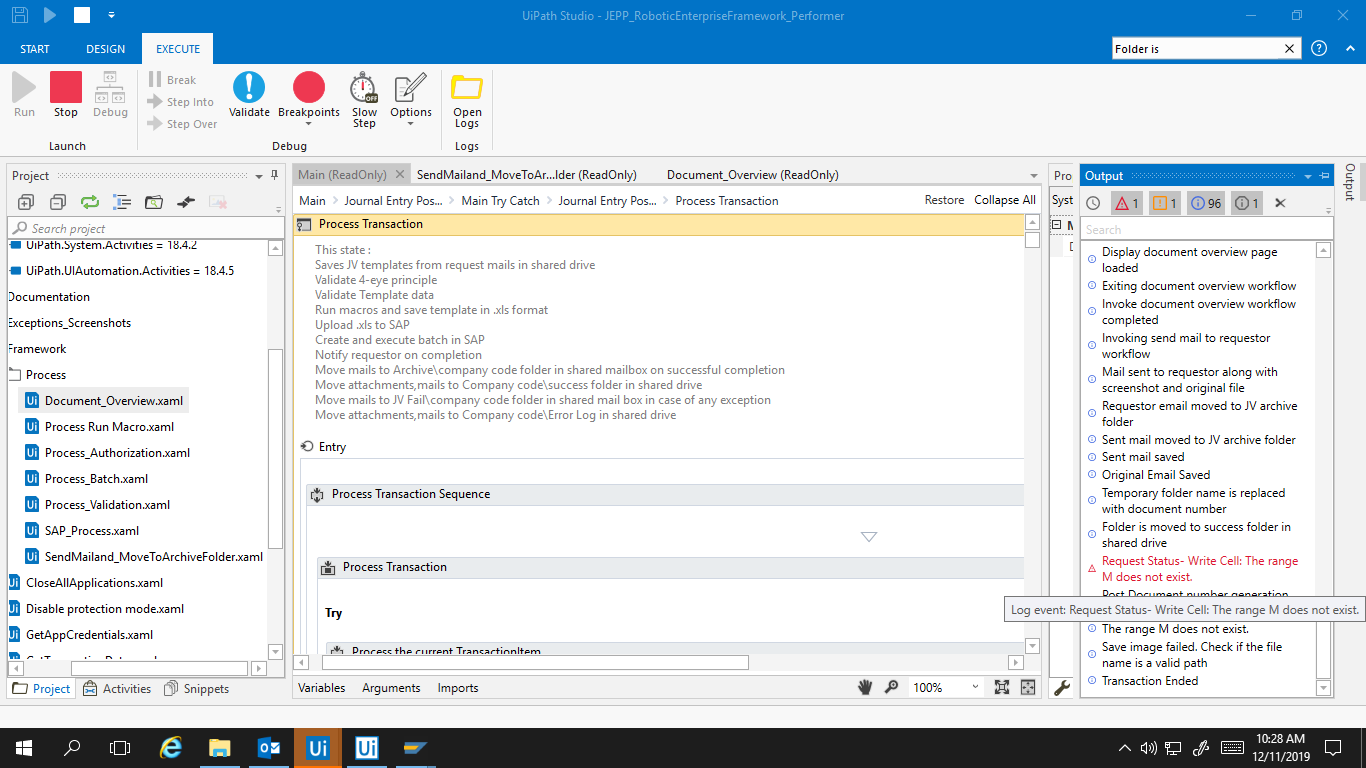 UiPath Studio - JEPP_RoboticEnterpriseFramework_Performer
START
DESIGN
EXECUTE
Folder is
Run
Stop
Debug
Break
Step Into
Step Over
Validate
Breakpoints
Slow
Step
OFF
Options
Open
Logs
Launch
Debug
Logs
Project
Search project
UiPath.System.Activities = 18.4.2
UiPath.UIAutomation.Activities = 18.4.5
Documentation
Exceptions_Screenshots
Framework
Process
Document_Overview.xaml
Process Run Macro.xaml
Process_Authorization.xaml
Process_Batch.xaml
Process_Validation.xaml
SAP_Process.xaml
SendMailand_MoveToArchiveFolder.xaml
CloseAllApplications.xaml
Disable protection mode.xaml
GetAppCredentials.xaml
Project
Activities
Snippets
Main (ReadOnly)
SendMailand_MoveToAr...lder (ReadOnly)
Document_Overview (ReadOnly)
Main > Journal Entry Pos... > Main Try Catch > Journal Entry Pos... > Process Transaction
Restore
Collapse All
Process Transaction
This state :
Saves JV templates from request mails in shared drive
Validate 4-eye principle
Validate Template data
Run macros and save template in .xls format
Upload .xls to SAP
Create and execute batch in SAP
Notify requestor on completion
Move mails to Archive\company code folder in shared mailbox on successful completion
Move attachments,mails to Company code\success folder in shared drive
Move mails to JV Fail\company code folder in shared mail box in case of any exception
Move attachments,mails to Company code\Error Log in shared drive
Entry
Process Transaction Sequence
Process Transaction
Try
Process the current TransactionItem
Variables
Arguments
Imports
100%
Pro
Syst
M
D
Output
1
1
96
1
Search
Display document overview page
loaded
Exiting document overview workflow
Invoke document overview workflow
completed
Invoking send mail to requestor
workflow
Mail sent to requestor along with
screenshot and original file
Requestor email moved to JV archive
folder
Sent mail moved to JV archive folder
Sent mail saved
Original Email Saved
Temporary folder name is replaced
with document number
Folder is moved to success folder in
shared drive
Request Status- Write Cell: The range
M does not exist.
Post Document number generation
Log event: Request Status- Write Cell: The range M does not exist.
The range M does not exist.
Save image failed. Check if the file
name is a valid path
Transaction Ended
Output
10:28 AM
12/11/2019